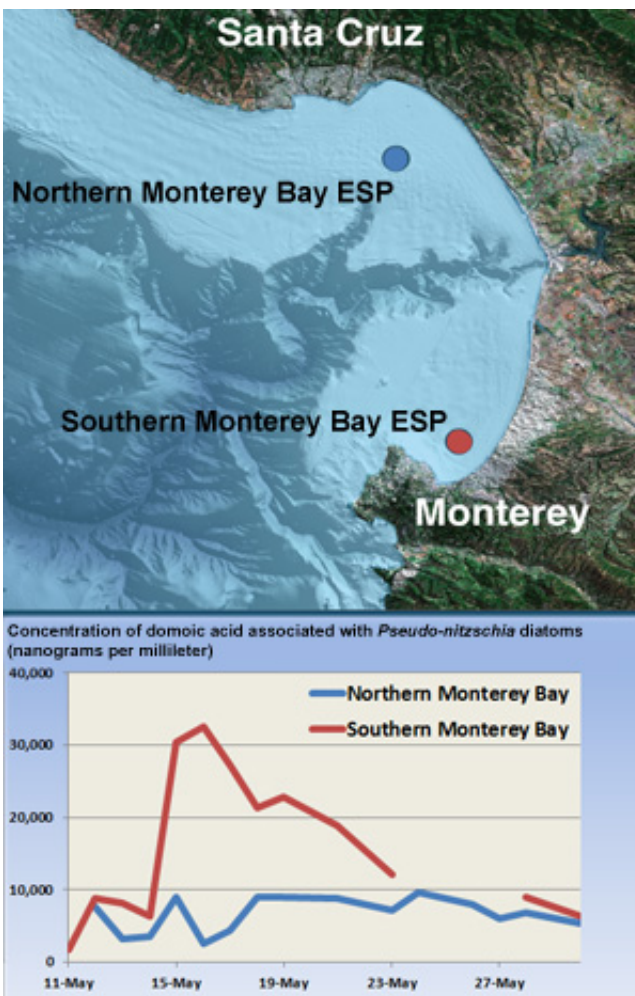 Santa Cruz
Northern Monterey Bay ESP
Southern Monterey Bay ESP
Monterey
Concentration of domoic acid associated with Pseudo-nitzschia diatoms
(nanograms per millileter)
40,000
Northern Monterey Bay
30,000
Southern Monterey Bay
20,000
10,000
0
11-May 15-May 19-May 23-May 27-May